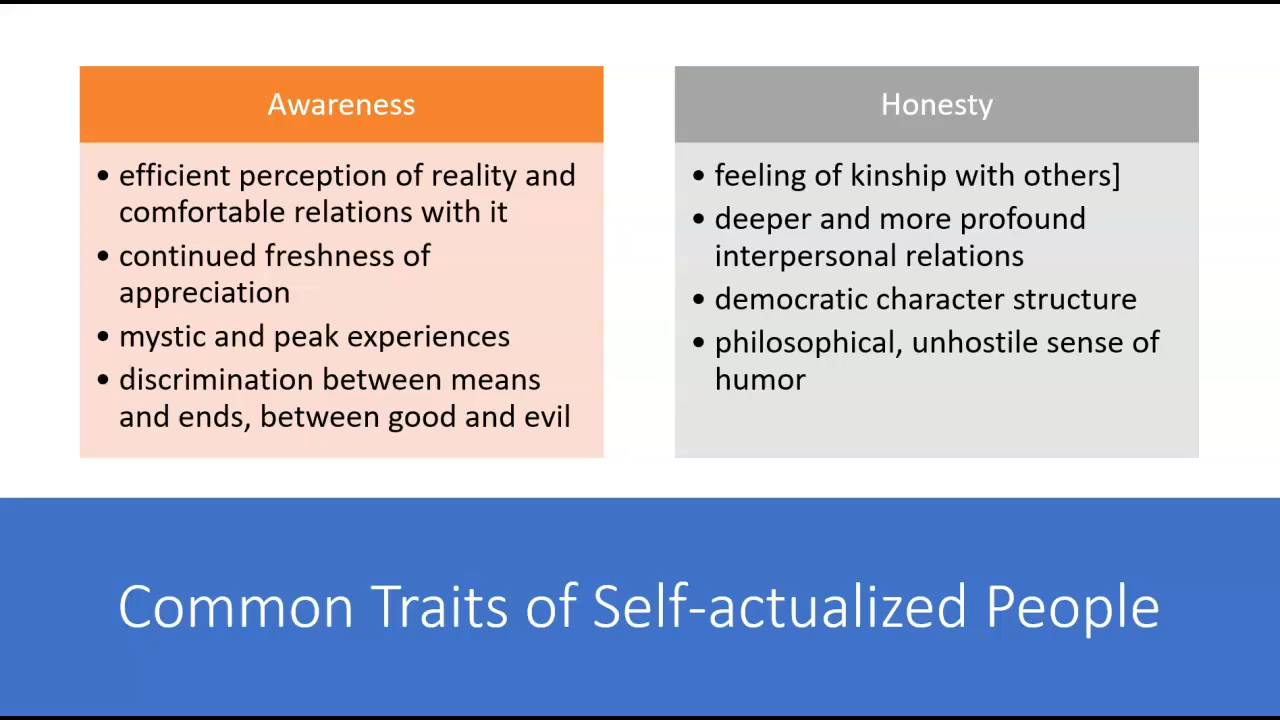 Awareness
• efficient perception of reality and
comfortable relations with it
• continued freshness of
appreciation
• mystic and peak experiences
• discrimination between means
and ends, between good and evil
Honesty
• feeling of kinship with others]
• deeper and more profound
interpersonal relations
• democratic character structure
• philosophical, unhostile sense of
humor
Common Traits of Self-actualized People